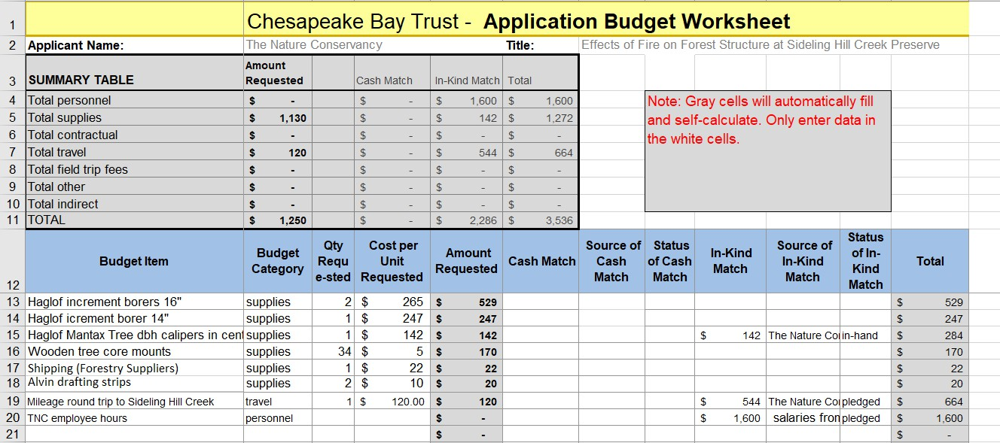 1 Chesapeake Bay Trust - Application Budget Worksheet
2 Applicant Name: The Nature Conservancy Title: Effects of Fire on Forest Structure at Sideling Hill Creek Preserve
3 SUMMARY TABLE Amount Requested Cash Match In-Kind Match Total
4 Total personnel $ - $ - $ 1,600 $ 1,600
5 Total supplies $ 1,130 $ - $ 142 $ 1,272
6 Total contractual $ - $ - $ - $ -
7 Total travel $ 120 $ - $ 544 $ 664
8 Total field trip fees $ - $ - $ - $ -
9 Total other $ - $ - $ - $ -
10 Total indirect $ - $ - $ - $ -
11 TOTAL $ 1,250 $ - $ 2,286 $ 3,536
Note: Gray cells will automatically fill
and self-calculate. Only enter data in
the white cells.
12 Budget Item Budget Category Qty Requ e-sted Cost per Unit Requested Amount Requested Cash Match Source of Cash Match Status of Cash Match In-Kind Match Source of In-Kind Match Status of In-Kind Match Total
13 Haglof increment borers 16" supplies 2 $ 265 $ 529 $ 529
14 Haglof icrement borer 14" supplies 1 $ 247 $ 247 $ 247
15 Haglof Mantax Tree dbh calipers in cent supplies 1 $ 142 $ 142 $ 142 The Nature Con in-hand $ 284
16 Wooden tree core mounts supplies 34 $ 5 $ 170 $ 170
17 Shipping (Forestry Suppliers) supplies 1 $ 22 $ 22 $ 22
18 Alvin drafting strips supplies 2 $ 10 $ 20 $ 20
19 Mileage round trip to Sideling Hill Creek travel 1 $ 120.00 $ 120 $ 544 The Nature Con pledged $ 664
20 TNC employee hours personnel $ - $ 1,600 salaries from pledged $ 1,600
21 $ - $ -